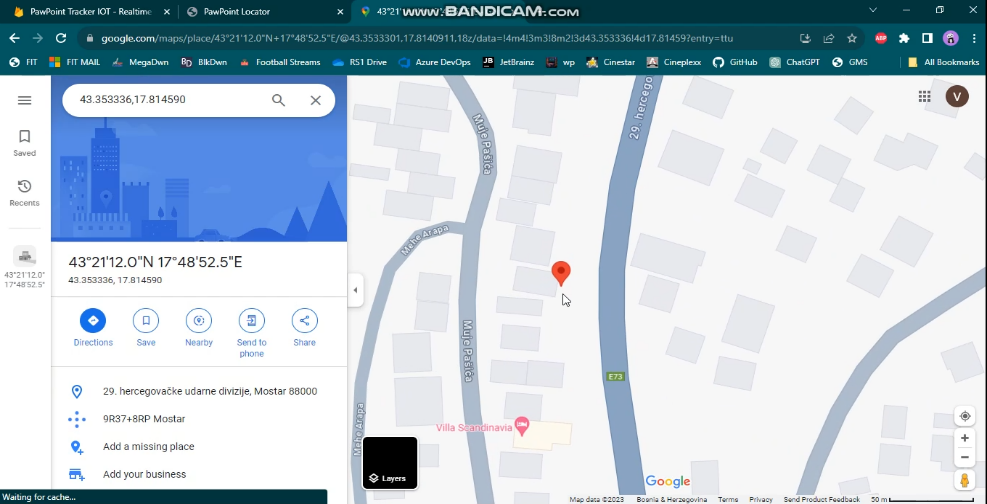 www.BANDICAM.com
PawPoint Tracker IOT - Realtime
PawPoint Locator
43°21'
google.com/maps/place/43°21'12.0"N+17°48'52.5"E/@43.3533301,17.8140911,18z/data=!4m4!3m3!8m2!3d43.353336!4d17.81459?entry=ttu
ABP
FIT
FIT MAIL
MegaDwn
BlkDwn
Football Streams
RS1 Drive
Azure DevOps
JetBrainz
wp
Cinestar
Cineplexx
GitHub
ChatGPT
GMS
All Bookmarks
43.353336,17.814590
V
Saved
Recents
43°21'12.0"
17°48'52.5"
43°21'12.0"N 17°48'52.5"E
43.353336, 17.814590
Directions
Save
Nearby
Send to
phone
Share
29. hercegovačke udarne divizije, Mostar 88000
9R37+8RP Mostar
Add a missing place
Add your business
Waiting for cache...
Mule Pašića
29. hercego
Mehe Arapa
Mule Pašića
E73
Mehe Arapa
Villa Scandinavia
Layers
Google
Map data ©2023 Bosnia & Herzegovina Terms Privacy Send Product Feedback 50 m